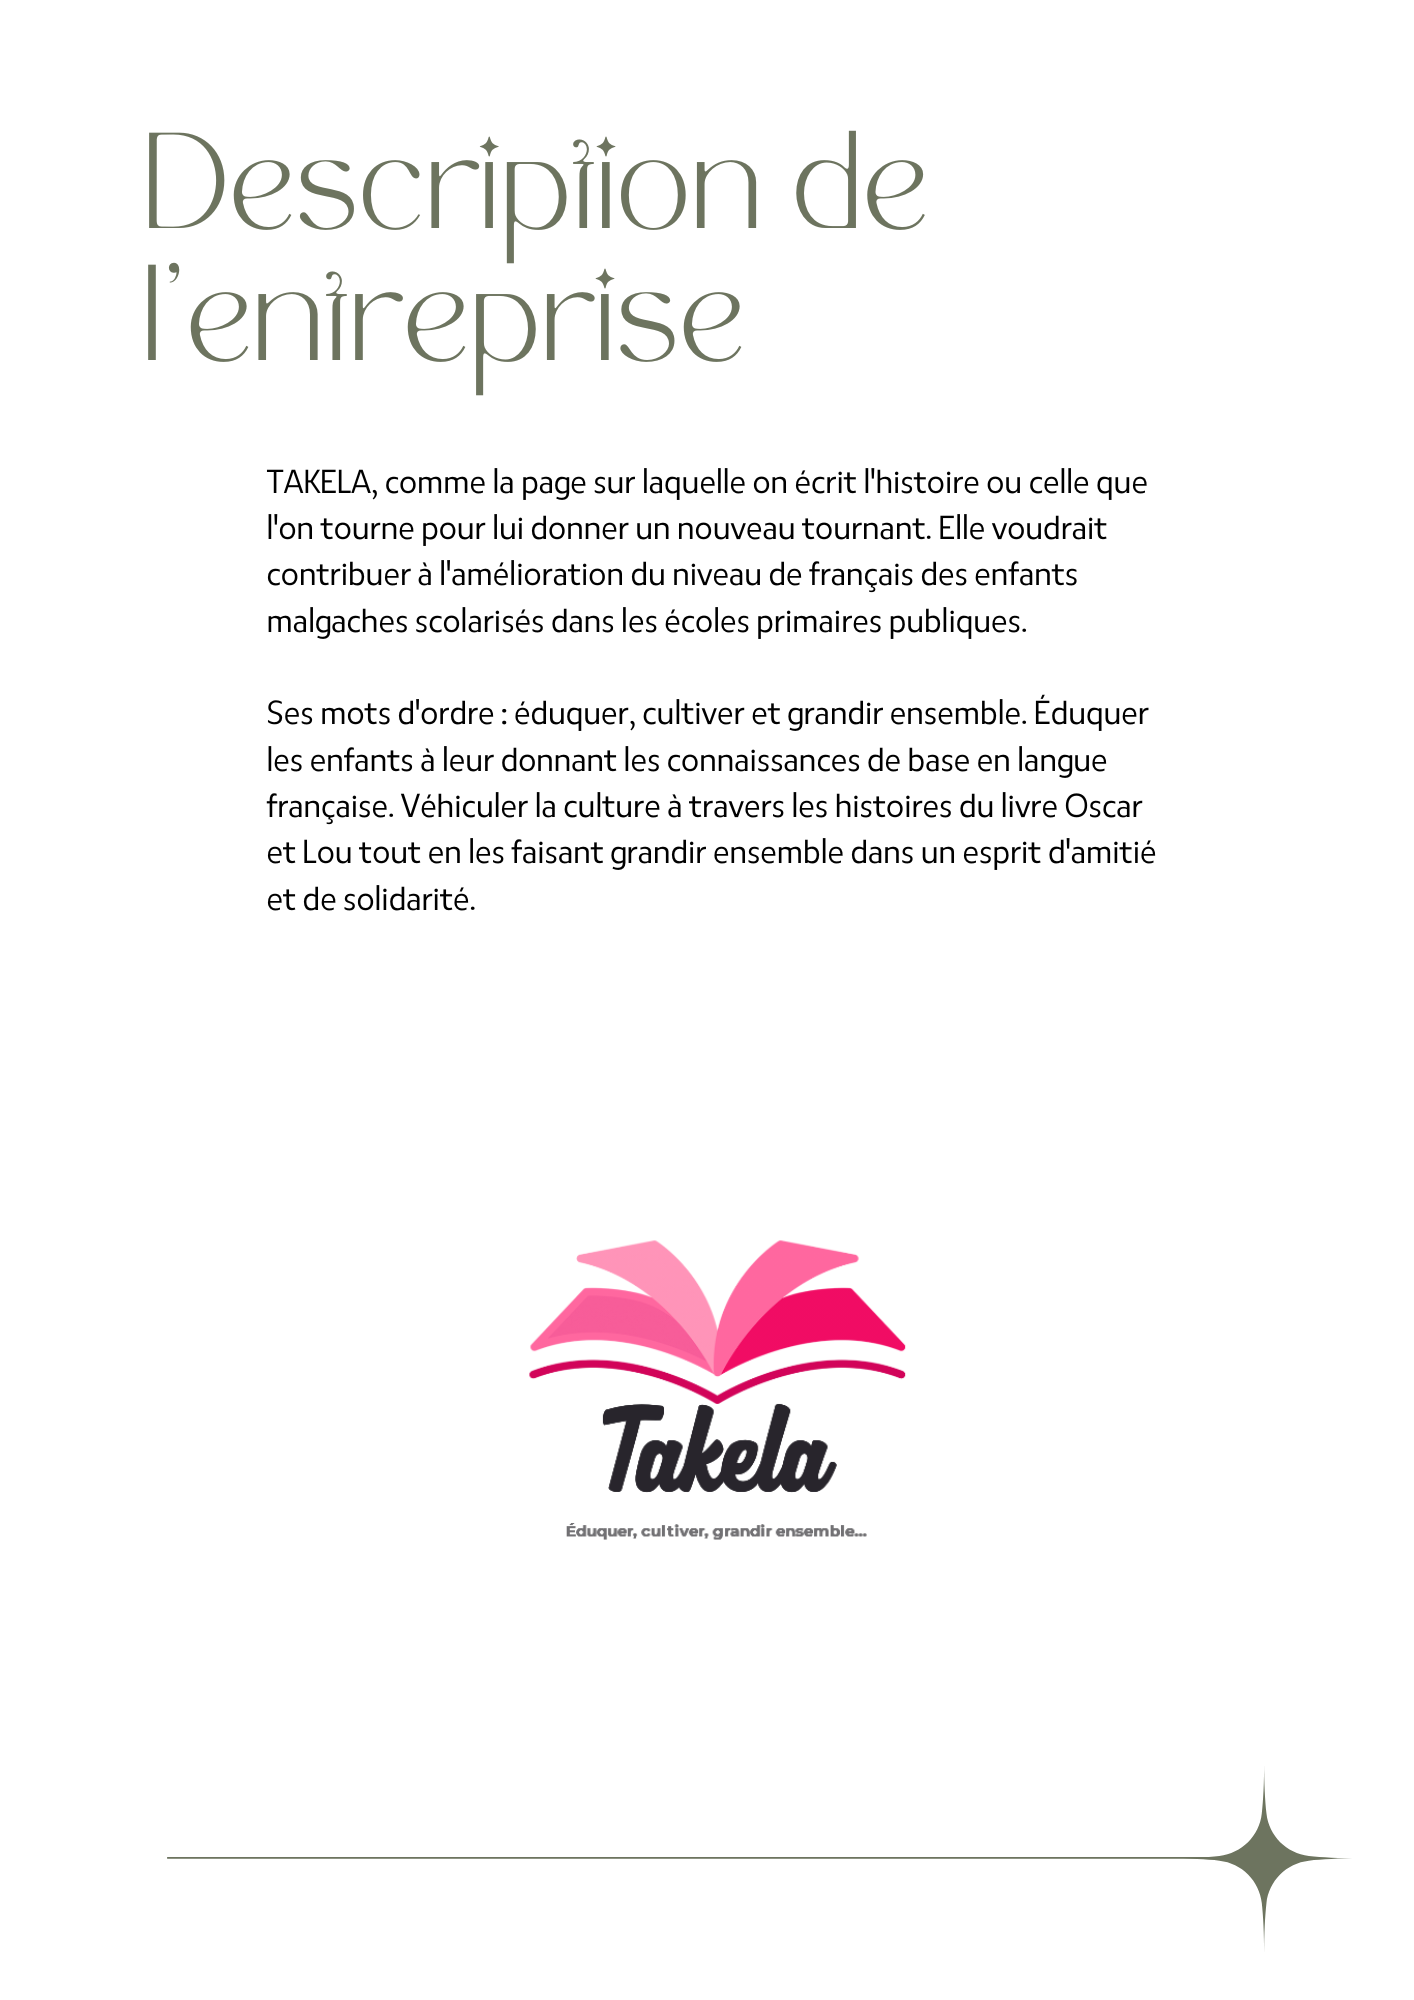 Description de
l’entreprise
TAKELA, comme la page sur laquelle on écrit l'histoire ou celle que
l'on tourne pour lui donner un nouveau tournant. Elle voudrait
contribuer à l'amélioration du niveau de français des enfants
malgaches scolarisés dans les écoles primaires publiques.
Ses mots d'ordre : éduquer, cultiver et grandir ensemble. Éduquer
les enfants à leur donnant les connaissances de base en langue
française. Véhiculer la culture à travers les histoires du livre Oscar
et Lou tout en les faisant grandir ensemble dans un esprit d'amitié
et de solidarité.
Takela
Éduquer, cultiver, grandir ensemble...